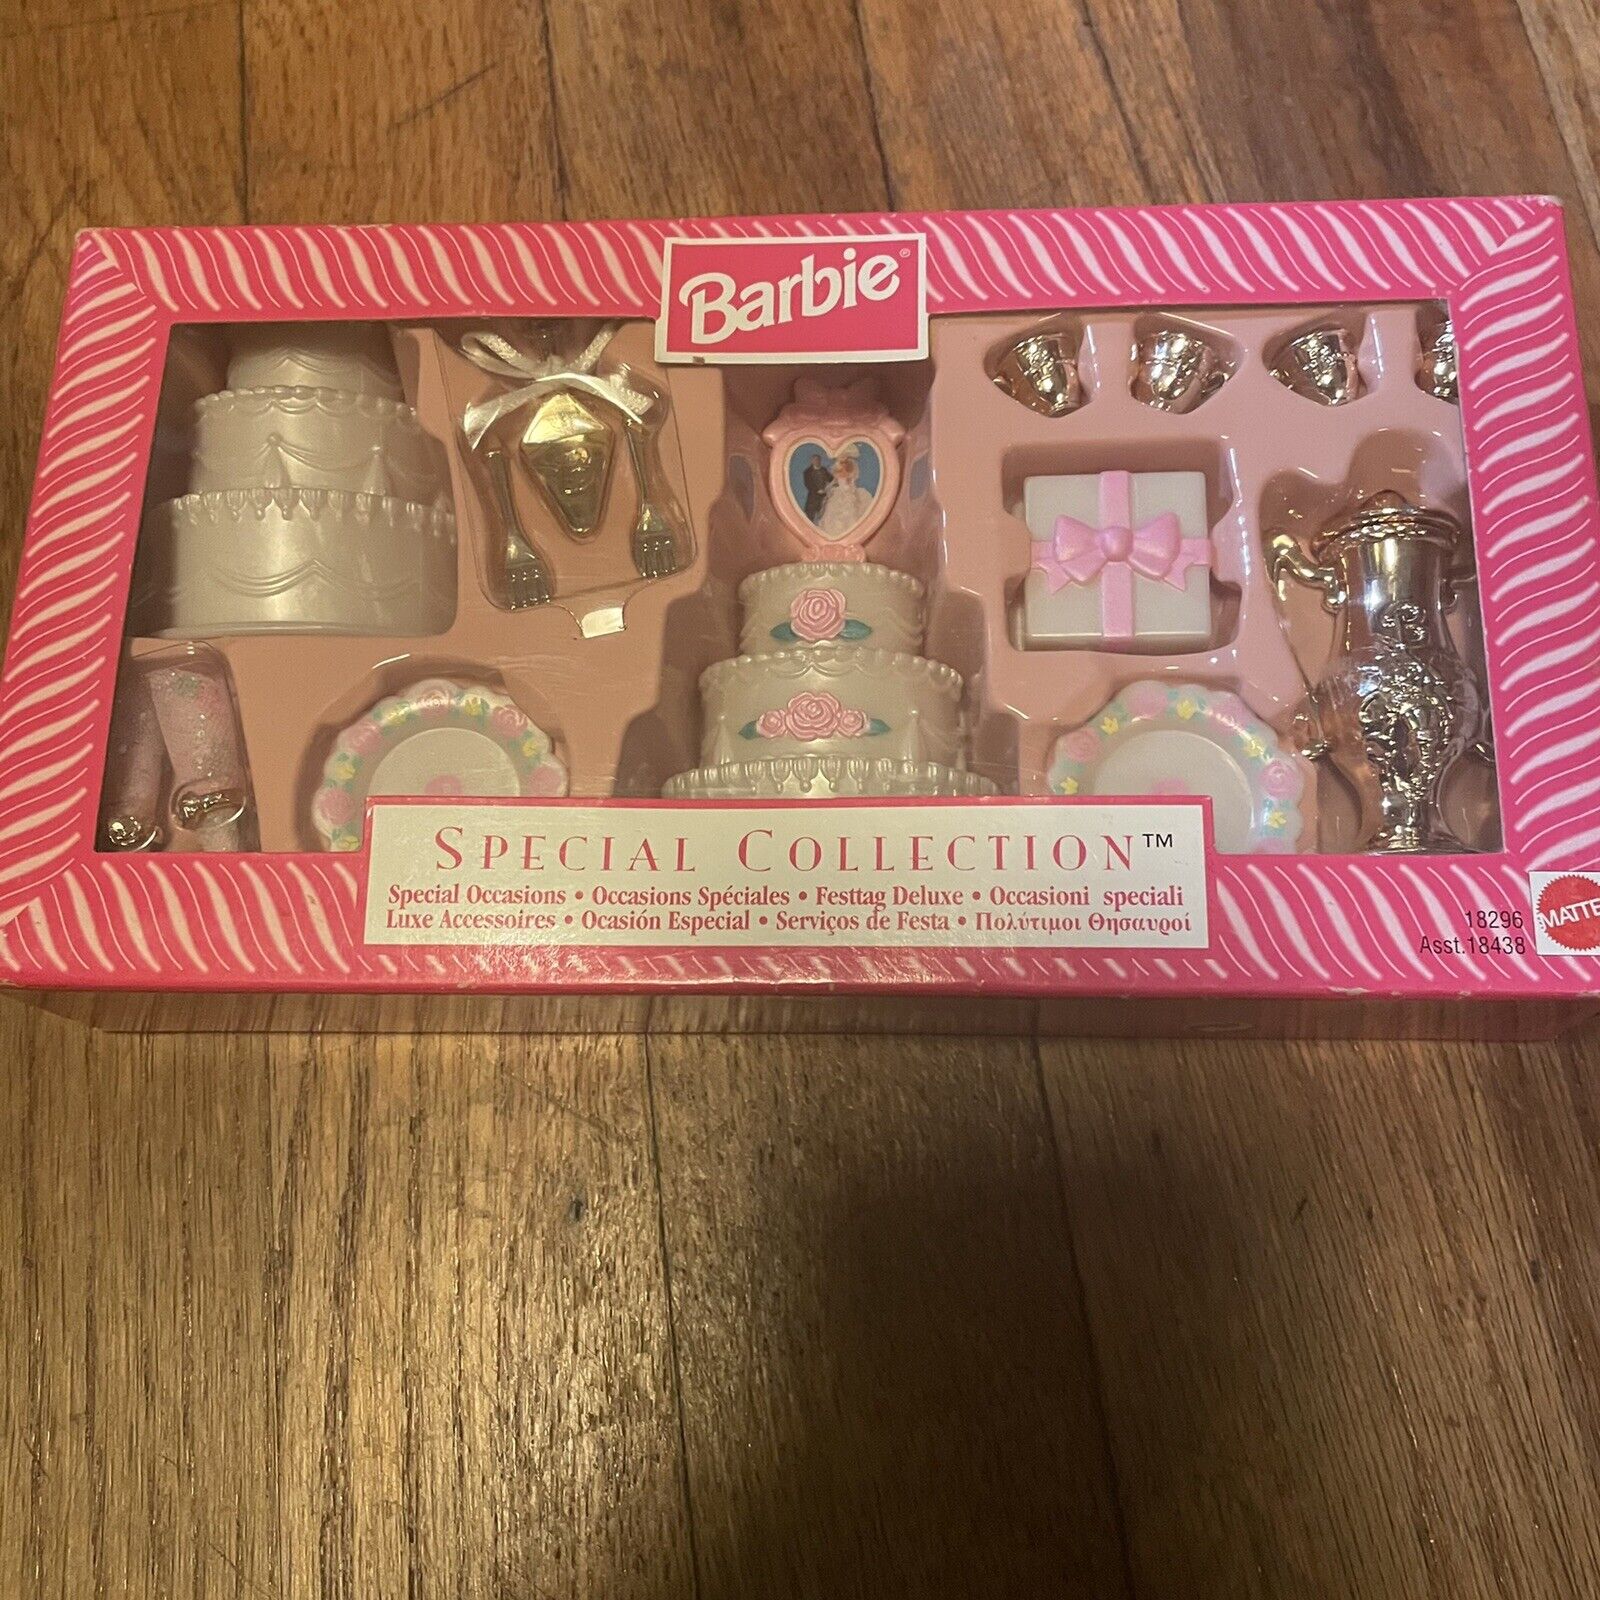 Barbie®
SPECIAL COLLECTION™
Special Occasions • Occasions Spéciales • Festtag Deluxe • Occasioni speciali
Luxe Accessoires • Ocasión Especial • Serviços de Festa • Πολύτιμοι Θησαυροί
18296
Asst.18438
MATTE
B